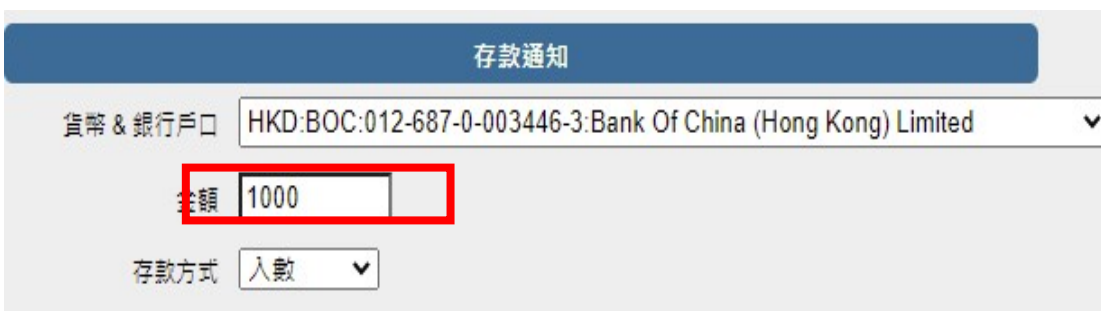 存款通知
貨幣 & 銀行戶口 HKD:BOC:012-687-0-003446-3:Bank Of China (Hong Kong) Limited
金額 1000
存款方式 入數